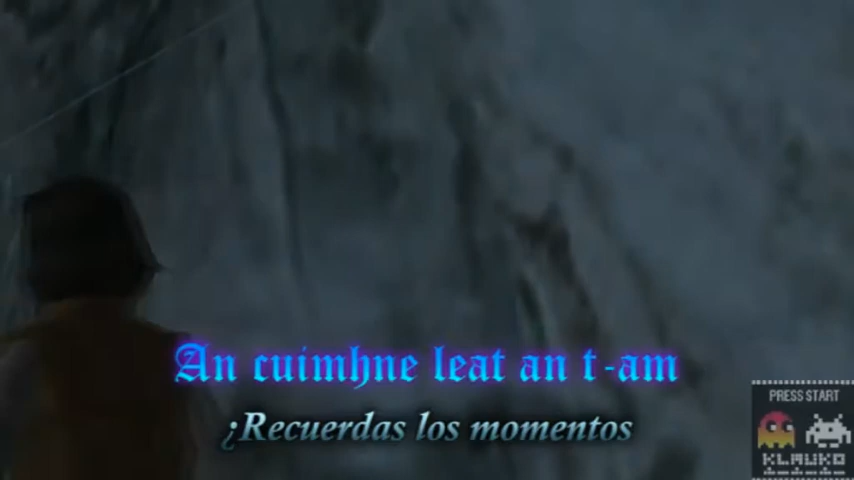 An cuimhne leat an t-am
¿Recuerdas los momentos
PRESS START
KLAUKO